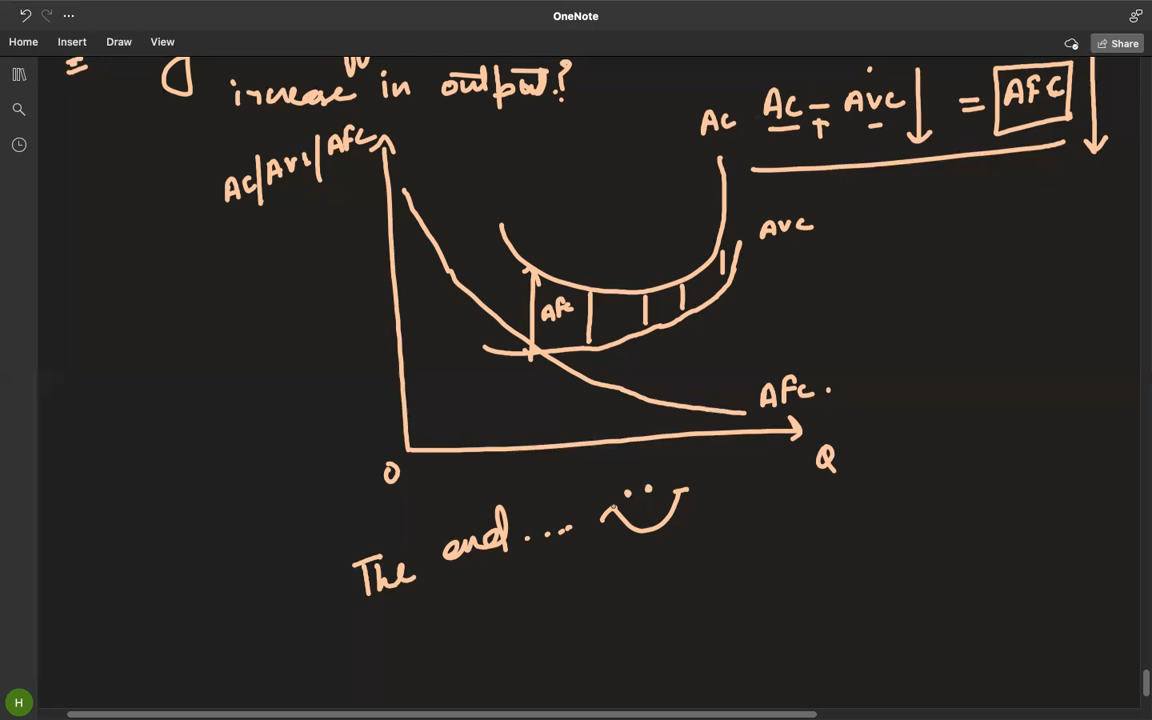 OneNote
Home Insert Draw View
Share
increase in output?
AC - AVC = AFC
+
AC/AVC/AFC
AC
AVC
AFC
AFC.
O
Q
The end....
H